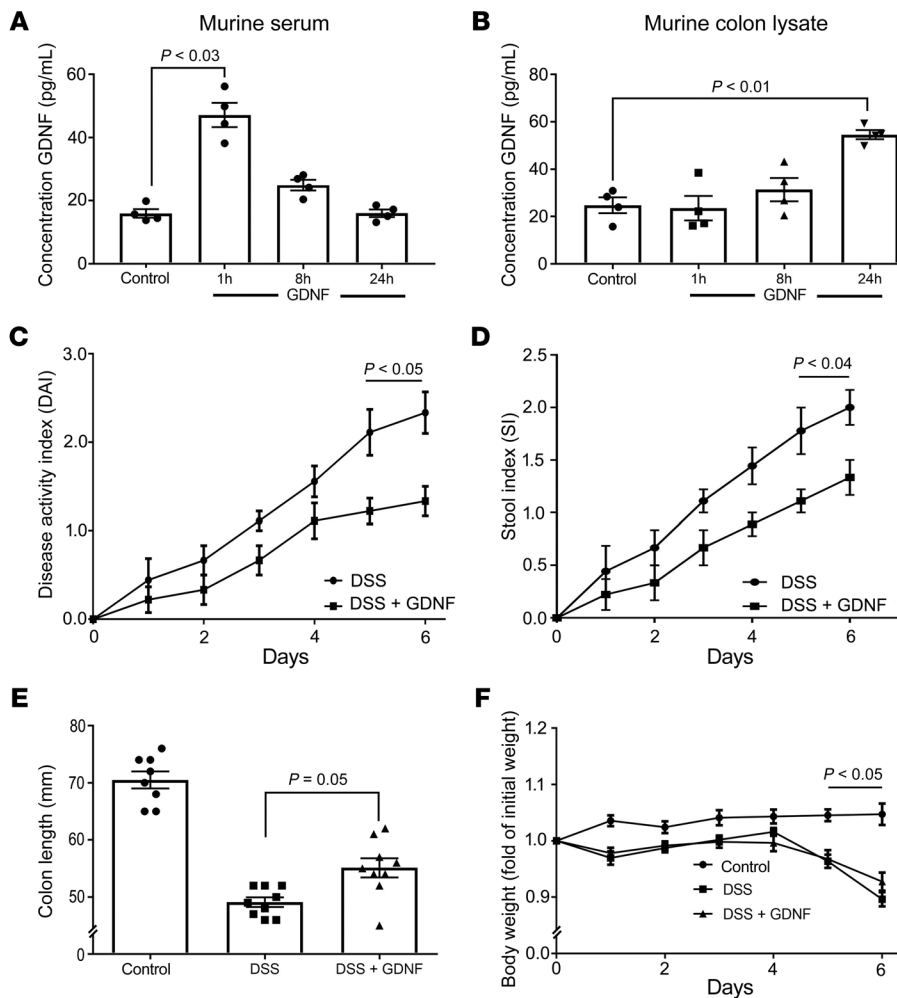 A
Murine serum
Concentration GDNF (pg/mL)
P < 0.03
60
40
20
0
Control
1h
8h
24h
GDNF
B
Murine colon lysate
Concentration GDNF (pg/mL)
P < 0.01
80
60
40
20
0
Control
1h
8h
24h
GDNF
C
Disease activity index (DAI)
P < 0.05
3.0
2.0
1.0
0.0
DSS
DSS + GDNF
0
2
4
6
Days
D
Stool index (SI)
P < 0.04
2.5
2.0
1.5
1.0
0.5
0.0
DSS
DSS + GDNF
0
2
4
6
Days
E
Colon length (mm)
P = 0.05
80
70
60
50
0
Control
DSS
DSS + GDNF
F
Body weight (fold of initial weight)
P < 0.05
1.2
1.1
1.0
0.9
0.0
Control
DSS
DSS + GDNF
0
2
4
6
Days